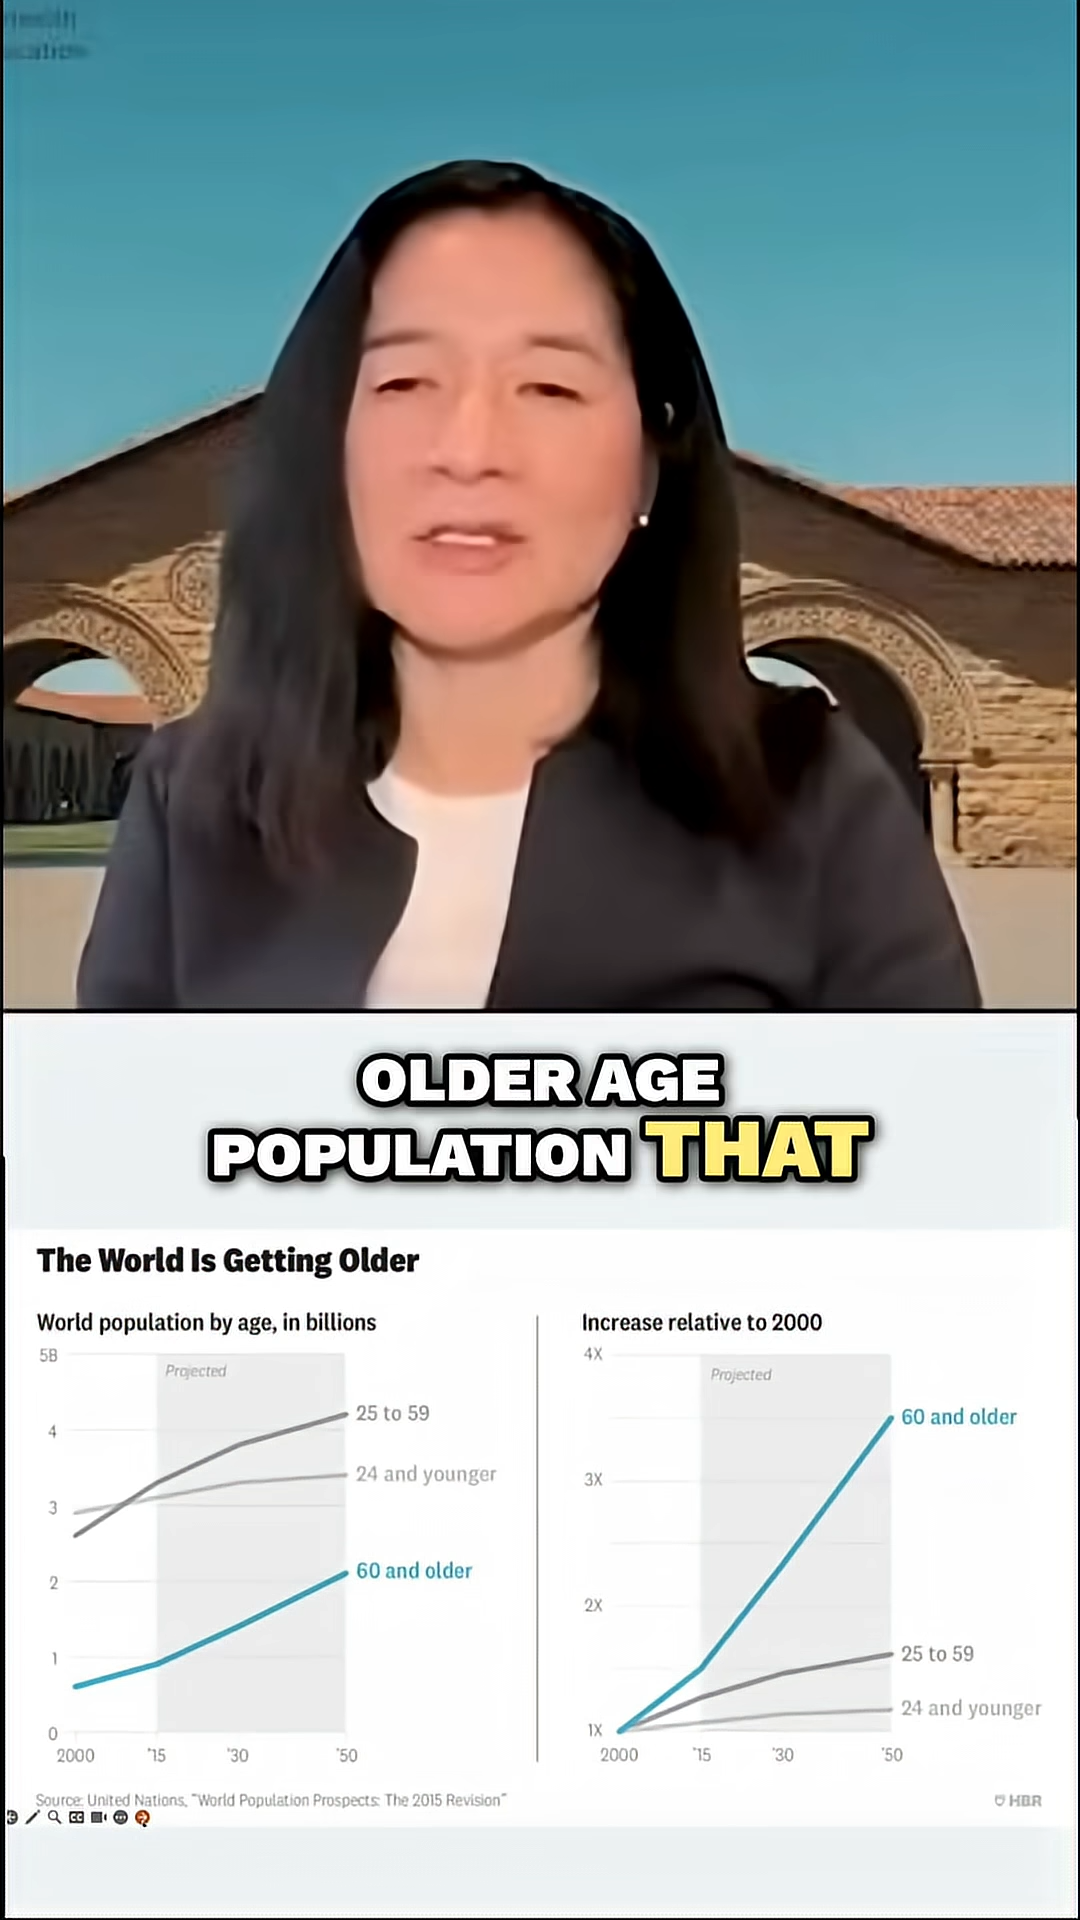 Health
OLDER AGE
POPULATION THAT
The World Is Getting Older
World population by age, in billions
5B
Projected
4
3
2
1
0
25 to 59
24 and younger
60 and older
2000 '15 '30 '50
Increase relative to 2000
4X
Projected
3X
2X
1X
60 and older
25 to 59
24 and younger
2000 '15 '30 '50
Source: United Nations, "World Population Prospects: The 2015 Revision"
HBR